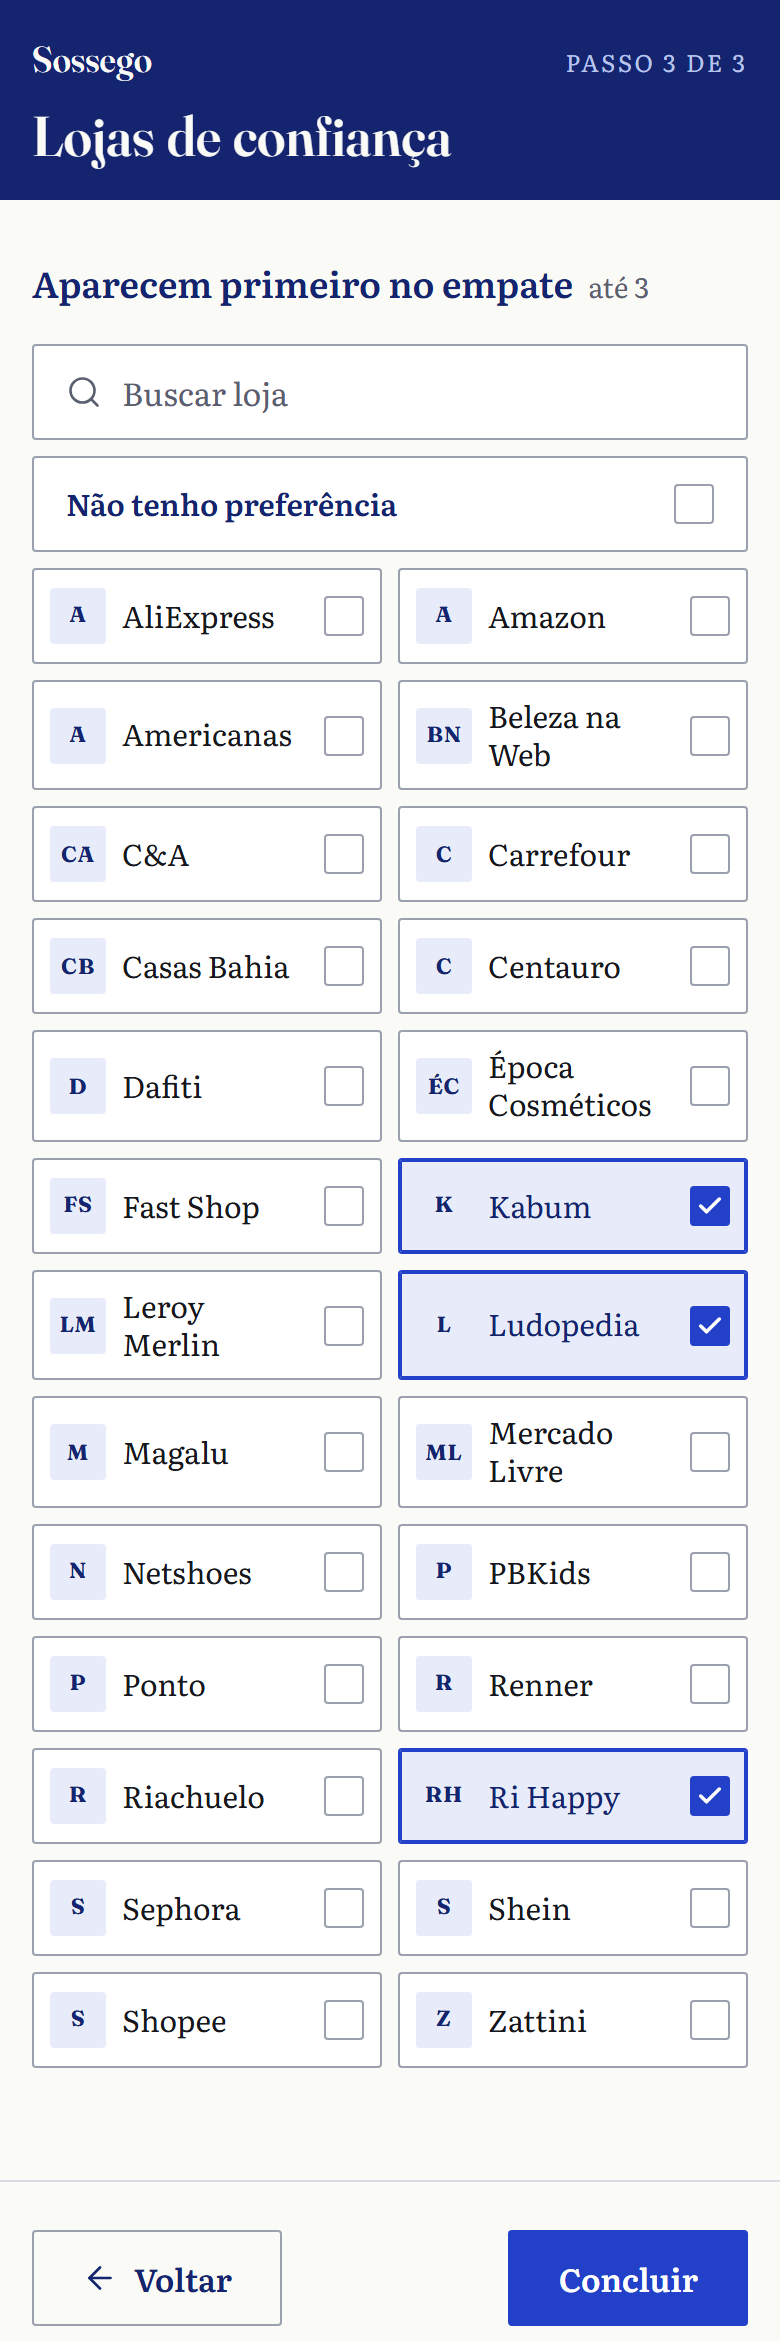 Sossego
PASSO 3 DE 3
Lojas de confiança
Aparecem primeiro no empate até 3
Buscar loja
Não tenho preferência
A AliExpress
A Amazon
A Americanas
BN Beleza na
Web
CA C&A
C Carrefour
CB Casas Bahia
C Centauro
D Dafiti
ÉC Época
Cosméticos
FS Fast Shop
K Kabum
LM Leroy
Merlin
L Ludopedia
M Magalu
ML Mercado
Livre
N Netshoes
P PBKids
P Ponto
R Renner
R Riachuelo
RH Ri Happy
S Sephora
S Shein
S Shopee
Z Zattini
← Voltar
Concluir